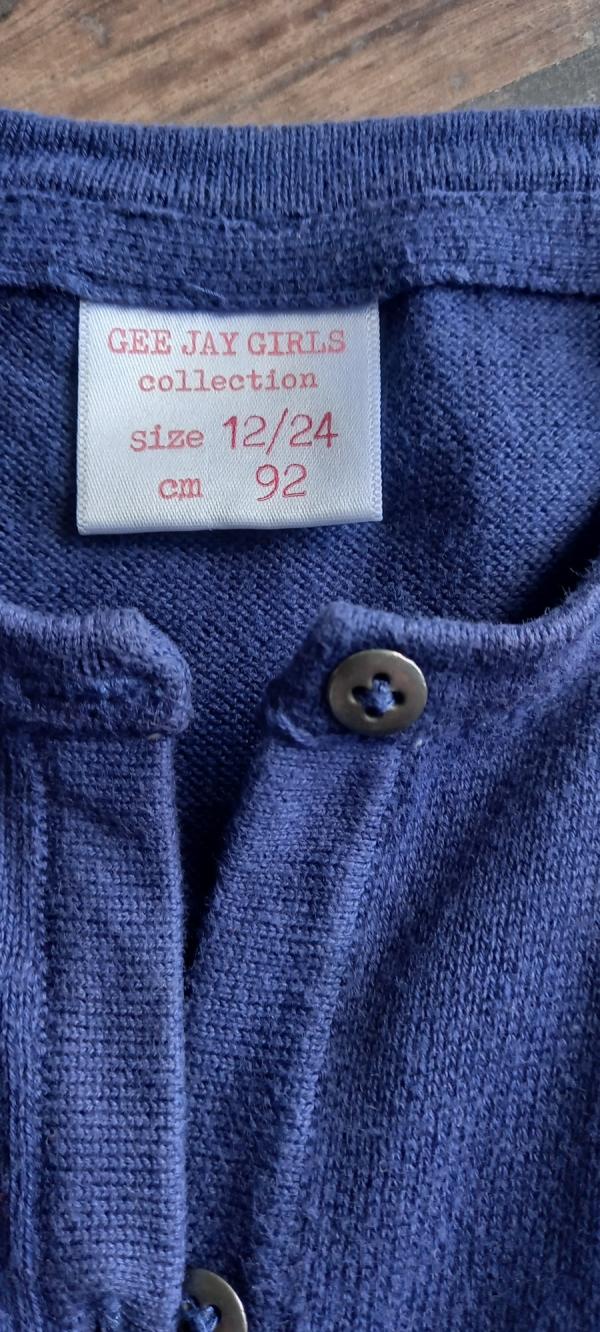 GEE JAY GIRLS
collection
size 12/24
cm 92